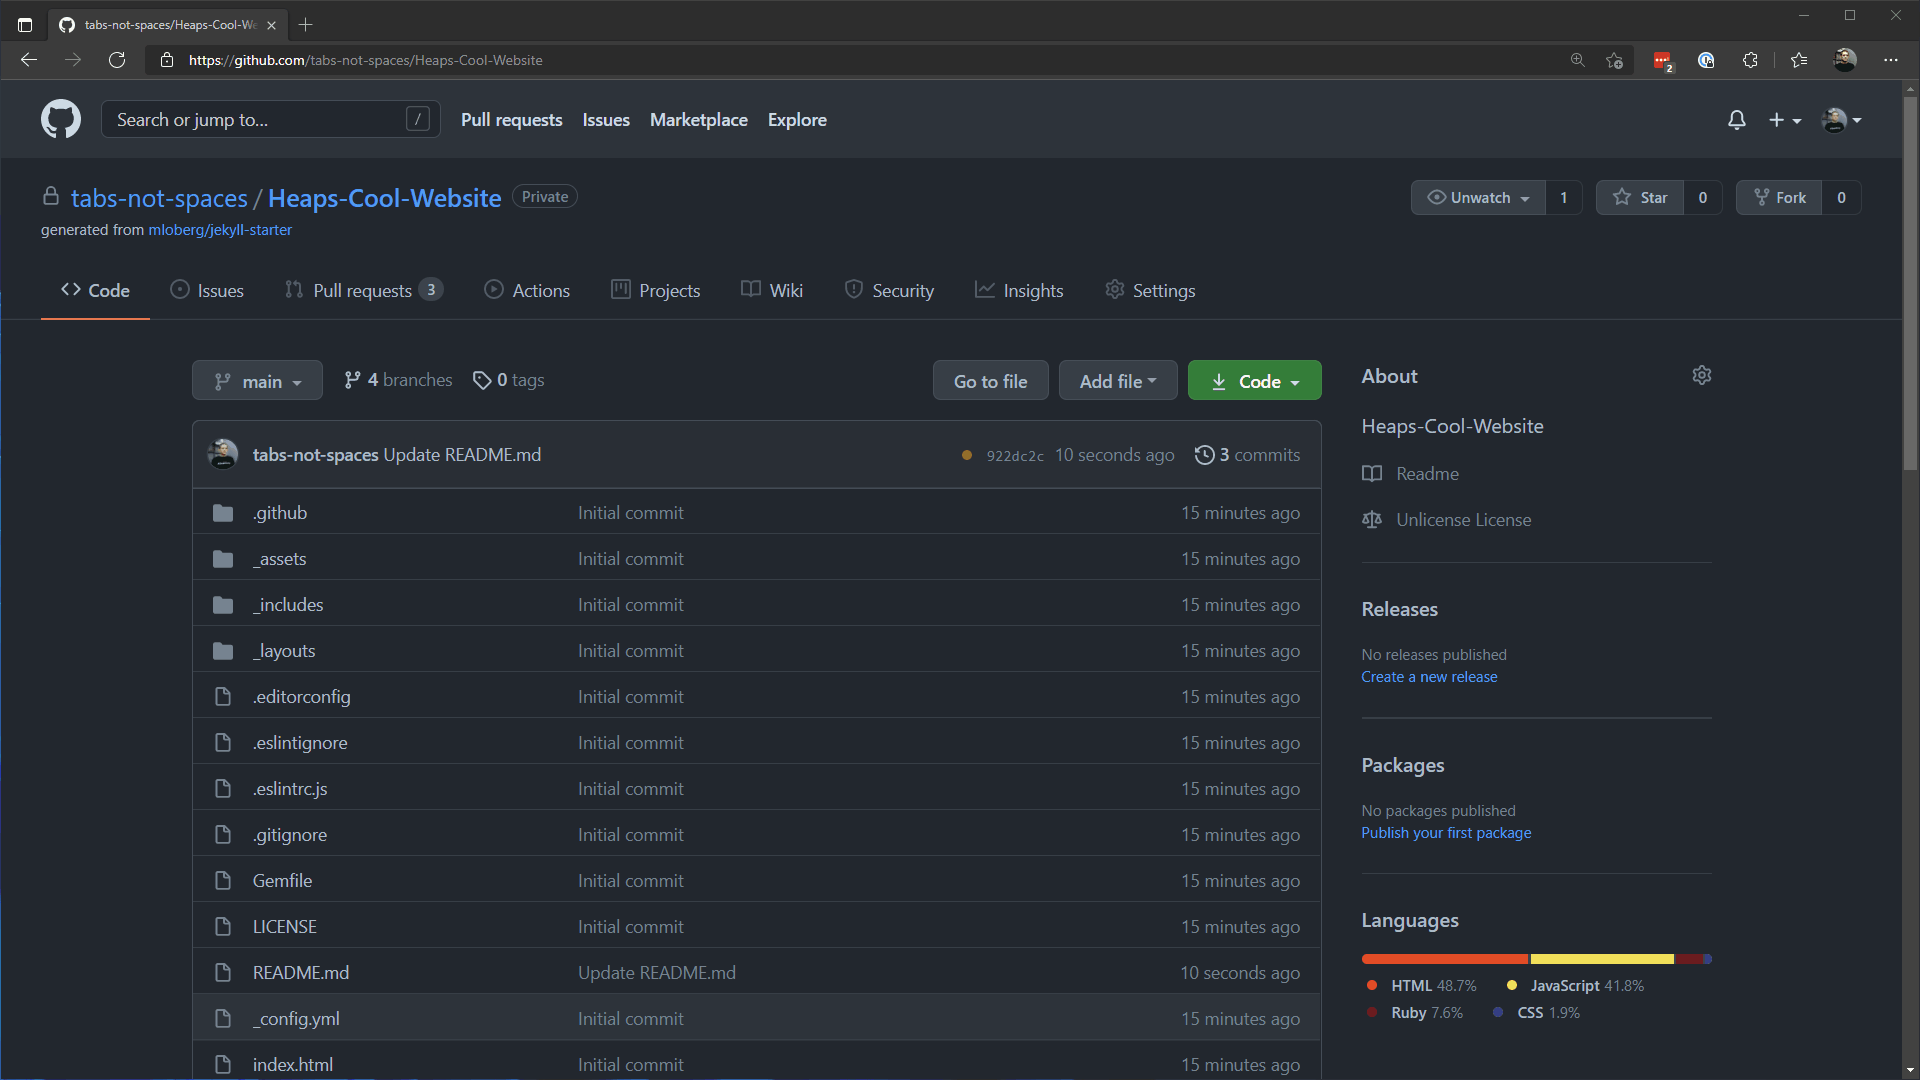 tabs-not-spaces/Heaps-Cool-We
https://github.com/tabs-not-spaces/Heaps-Cool-Website
2
Search or jump to... /
Pull requests Issues Marketplace Explore
tabs-not-spaces / Heaps-Cool-Website Private
Unwatch 1 Star 0 Fork 0
generated from mloberg/jekyll-starter
Code Issues Pull requests 3 Actions Projects Wiki Security Insights Settings
main 4 branches 0 tags
Go to file Add file Code
tabs-not-spaces Update README.md 922dc2c 10 seconds ago 3 commits
.github Initial commit 15 minutes ago
_assets Initial commit 15 minutes ago
_includes Initial commit 15 minutes ago
_layouts Initial commit 15 minutes ago
.editorconfig Initial commit 15 minutes ago
.eslintignore Initial commit 15 minutes ago
.eslintrc.js Initial commit 15 minutes ago
.gitignore Initial commit 15 minutes ago
Gemfile Initial commit 15 minutes ago
LICENSE Initial commit 15 minutes ago
README.md Update README.md 10 seconds ago
_config.yml Initial commit 15 minutes ago
index.html Initial commit 15 minutes ago
About
Heaps-Cool-Website
Readme
Unlicense License
Releases
No releases published
Create a new release
Packages
No packages published
Publish your first package
Languages
HTML 48.7% JavaScript 41.8%
Ruby 7.6% CSS 1.9%